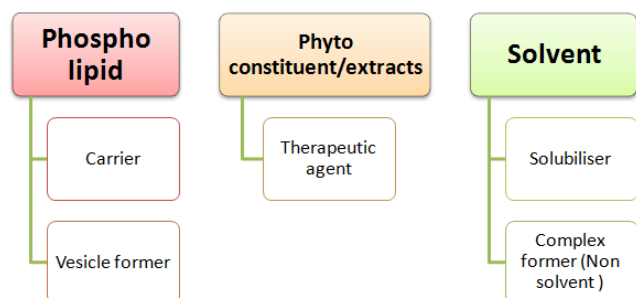 Phospho
lipid
Carrier
Vesicle former
Phyto
constituent/extracts
Therapeutic
agent
Solvent
Solubiliser
Complex
former (Non
solvent )